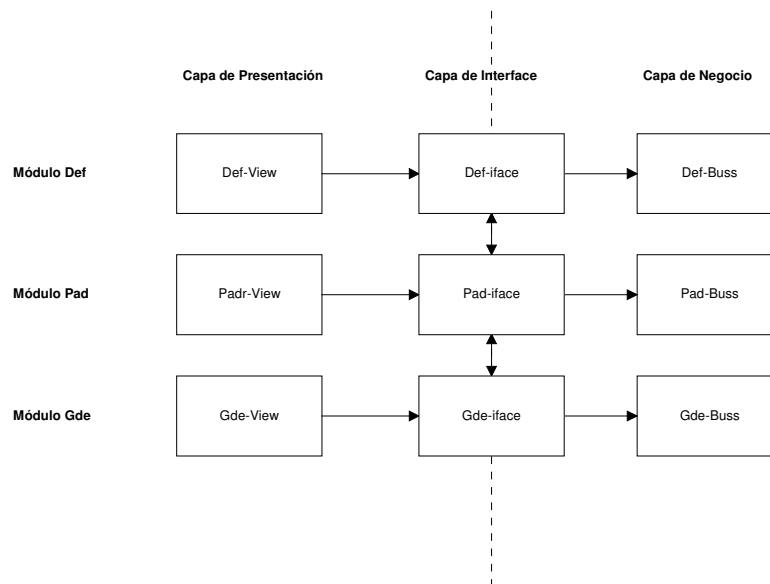 Capa de Presentación Capa de Interface Capa de Negocio
Módulo Def Def-View Def-iface Def-Buss
Módulo Pad Padr-View Pad-iface Pad-Buss
Módulo Gde Gde-View Gde-iface Gde-Buss